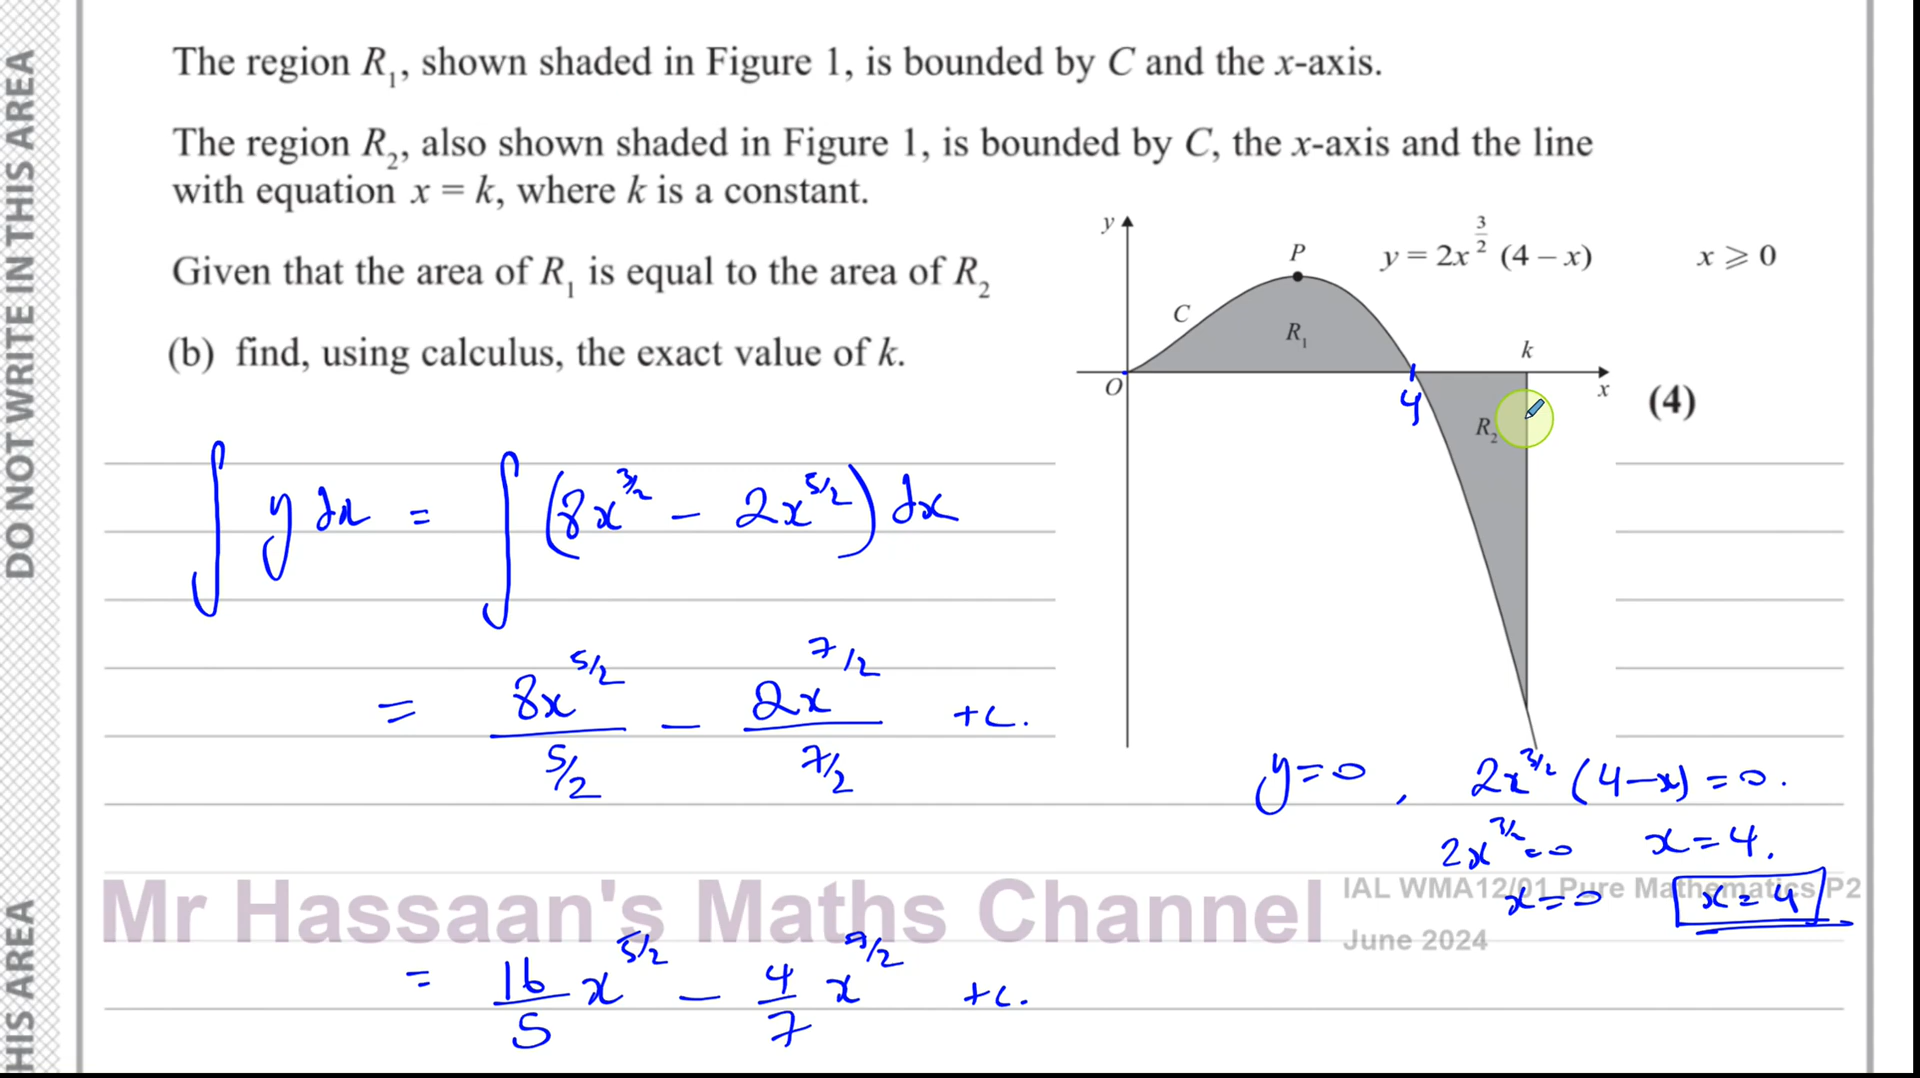 DO NOT WRITE IN THIS AREA
HIS AREA
The region R₁, shown shaded in Figure 1, is bounded by C and the x-axis.
The region R₂, also shown shaded in Figure 1, is bounded by C, the x-axis and the line
with equation x = k, where k is a constant.
Given that the area of R₁ is equal to the area of R₂
(b) find, using calculus, the exact value of k.
(4)
y
P
y = 2x^(3/2) (4 – x)
x ⩾ 0
C
R₁
k
O
x
4
R₂
∫ y dx = ∫ (8x^(3/2) – 2x^(5/2)) dx
= 8x^(5/2) / (5/2) – 2x^(7/2) / (7/2) + c.
y = 0, 2x^(3/2) (4–x) = 0.
2x^(3/2) = 0 x = 4.
x = 0 x = 4
Mr Hassaan's Maths Channel
IAL WMA12/01 Pure Mathematics P2
June 2024
= 16/5 x^(5/2) – 4/7 x^(7/2) + c.